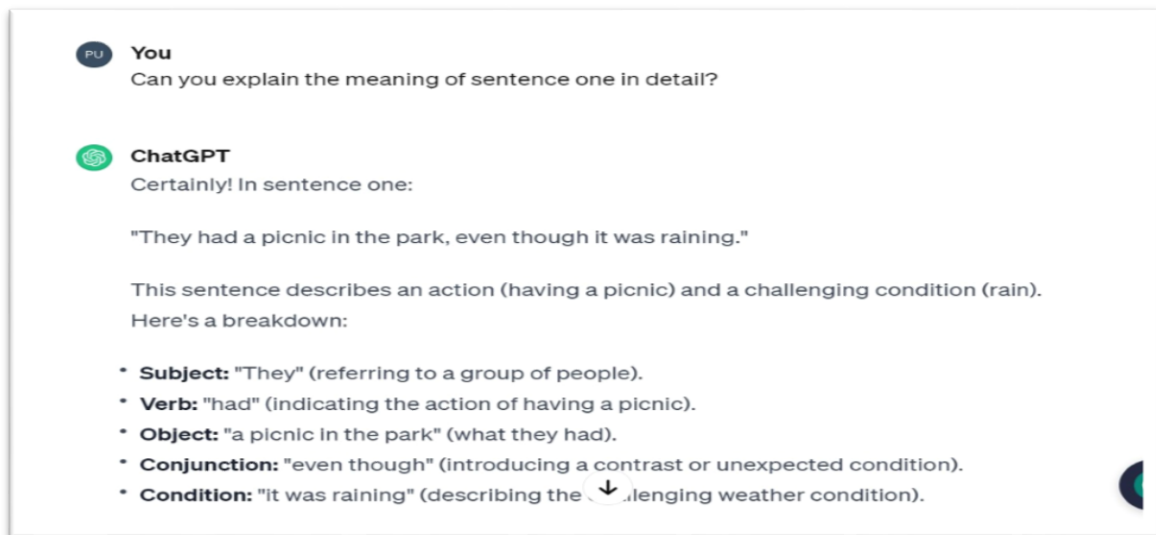 PU You
Can you explain the meaning of sentence one in detail?
ChatGPT
Certainly! In sentence one:
"They had a picnic in the park, even though it was raining."
This sentence describes an action (having a picnic) and a challenging condition (rain).
Here's a breakdown:
• Subject: "They" (referring to a group of people).
• Verb: "had" (indicating the action of having a picnic).
• Object: "a picnic in the park" (what they had).
• Conjunction: "even though" (introducing a contrast or unexpected condition).
• Condition: "it was raining" (describing the weather condition).